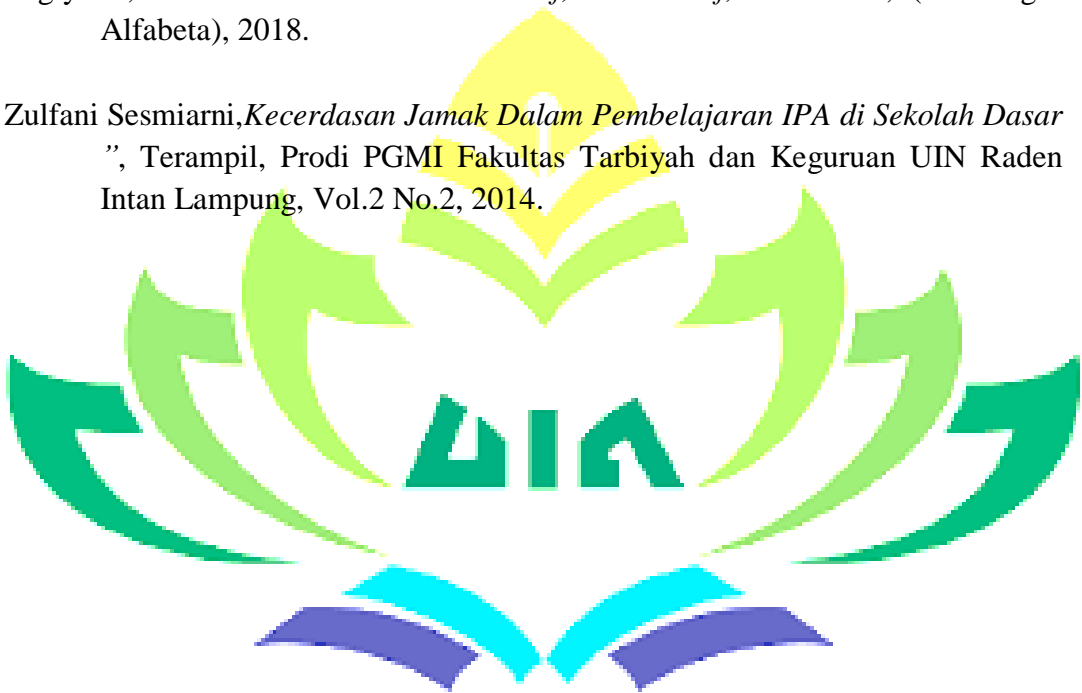 Alfabeta), 2018.
Zulfani Sesmiarni,Kecerdasan Jamak Dalam Pembelajaran IPA di Sekolah Dasar
”, Terampil, Prodi PGMI Fakultas Tarbiyah dan Keguruan UIN Raden
Intan Lampung, Vol.2 No.2, 2014.
UIN